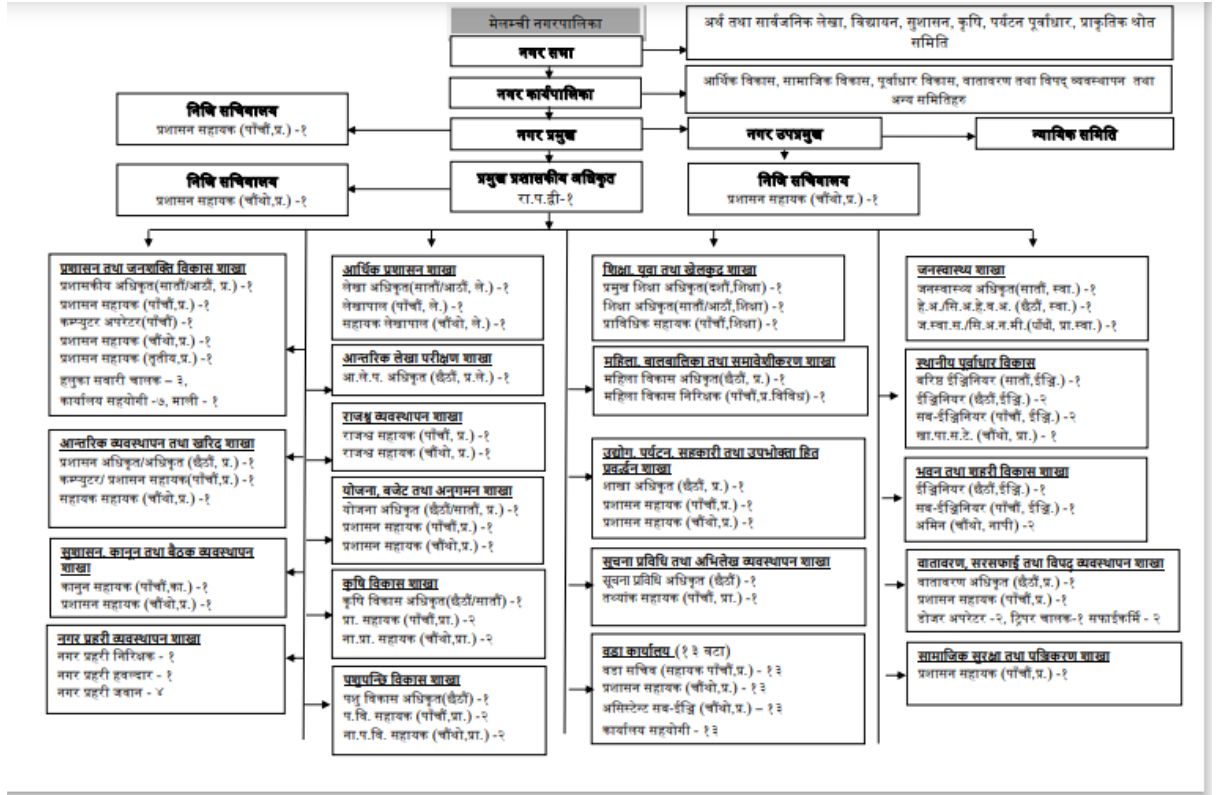 मेलम्ची नगरपालिका
नगर सभा
अर्थ तथा सार्वजनिक लेखा, विद्यायन, सुशासन, कृषि, पर्यटन पूर्वाधार, प्राकृतिक श्रोत
समिति
नगर कार्यपालिका
आर्थिक विकास, सामाजिक विकास, पूर्वाधार विकास, वातावरण तथा विपद् व्यवस्थापन तथा
अन्य समितिहरु
निजि सचिवालय
प्रशासन सहायक (पाँचौं,प्र.) -१
नगर प्रमुख
नगर उपप्रमुख
न्यायिक समिति
निजि सचिवालय
प्रशासन सहायक (चौंथो,प्र.) -१
प्रमुख प्रशासकीय अधिकृत
रा.प.द्वी-१
निजि सचिवालय
प्रशासन सहायक (चौंथो,प्र.) -१
प्रशासन तथा जनशक्ति विकास शाखा
प्रशासकीय अधिकृत(सातौं/आठौं, प्र.) -१
प्रशासन सहायक (पाँचौं,प्र.) -१
कम्प्युटर अपरेटर(पाँचौं) -१
प्रशासन सहायक (चौंथो,प्र.) -१
प्रशासन सहायक (तृतीय,प्र.) -१
हलुका सवारी चालक – ३,
कार्यालय सहयोगी -७, माली - १
आन्तरिक व्यवस्थापन तथा खरिद शाखा
प्रशासन अधिकृत/अधिकृत (छैठौं, प्र.) -१
कम्प्युटर/ प्रशासन सहायक(पाँचौं,प्र.) -१
सहायक सहायक (चौंथो,प्र.) -१
सुशासन, कानून तथा बैठक व्यवस्थापन
शाखा
कानुन सहायक (पाँचौं,का.) -१
प्रशासन सहायक (चौंथो,प्र.) -१
नगर प्रहरी व्यवस्थापन शाखा
नगर प्रहरी निरिक्षक - १
नगर प्रहरी हवल्दार - १
नगर प्रहरी जवान - ४
आर्थिक प्रशासन शाखा
लेखा अधिकृत(सातौं/आठौं, ले.) -१
लेखापाल (पाँचौं, ले.) -१
सहायक लेखापाल (चौंथो, ले.) -१
आन्तरिक लेखा परीक्षण शाखा
आ.ले.प. अधिकृत (छैठौं, प्र.ले.) -१
राजश्व व्यवस्थापन शाखा
राजश्व सहायक (पाँचौं, प्र.) -१
राजश्व सहायक (चौंथो, प्र.) -१
योजना, बजेट तथा अनुगमन शाखा
योजना अधिकृत (छैठौं/सातौं, प्र.) -१
प्रशासन सहायक (पाँचौं,प्र.) -१
प्रशासन सहायक (चौंथो,प्र.) -१
कृषि विकास शाखा
कृषि विकास अधिकृत(छैठौं/सातौं) -१
प्रा. सहायक (पाँचौं,प्रा.) -२
ना.प्रा. सहायक (चौंथो,प्रा.) -२
पशुपन्छि विकास शाखा
पशु विकास अधिकृत(छैठौं) -१
प.वि. सहायक (पाँचौं,प्रा.) -२
ना.प.वि. सहायक (चौंथो,प्रा.) -२
शिक्षा, यूवा तथा खेलकुद शाखा
प्रमुख शिक्षा अधिकृत(दशौं,शिक्षा) -१
शिक्षा अधिकृत(सातौं/आठौं,शिक्षा) -१
प्राविधिक सहायक (पाँचौं,शिक्षा) -१
महिला, बालबालिका तथा समावेशीकरण शाखा
महिला विकास अधिकृत(छैठौं, प्र.) -१
महिला विकास निरिक्षक (पाँचौं,प्र.विविध) -१
उद्योग, पर्यटन, सहकारी तथा उपभोक्ता हित
प्रवर्द्धन शाखा
शाखा अधिकृत (छैठौं, प्र.) -१
प्रशासन सहायक (पाँचौं,प्र.) -१
प्रशासन सहायक (चौंथो,प्र.) -१
सूचना प्रविधि तथा अभिलेख व्यवस्थापन शाखा
सूचना प्रविधि अधिकृत (छैठौं) -१
तथ्यांक सहायक (पाँचौं, प्रा.) -१
वडा कार्यालय (१३ वटा)
वडा सचिव (सहायक पाँचौं,प्र.) - १३
प्रशासन सहायक (चौंथो,प्र.) - १३
असिस्टेन्ट सब-ईञ्जि (चौंथो,प्र.) – १३
कार्यालय सहयोगी - १३
जनस्वास्थ्य शाखा
जनस्वास्थ्य अधिकृत(सातौं, स्वा.) -१
हे.अ./सि.अ.हे.व.अ. (छैठौं, स्वा.) -१
ज.स्वा.स./सि.अ.न.मी.(पाँचौं, प्रा.स्वा.) -१
स्थानीय पूर्वाधार विकास
बरिष्ठ ईञ्जिनियर (सातौं,ईञ्जि.) -१
ईञ्जिनियर (छैठौं,ईञ्जि.) -२
सब-ईञ्जिनियर (पाँचौं, ईञ्जि.) -२
खा.पा.स.टे. (चौंथो, प्रा.) - १
भवन तथा शहरी विकास शाखा
ईञ्जिनियर (छैठौं,ईञ्जि.) -१
सब-ईञ्जिनियर (पाँचौं, ईञ्जि.) -१
अमिन (चौंथो, नापी) -२
वातावरण, सरसफाई तथा विपद् व्यवस्थापन शाखा
वातावरण अधिकृत (छैठौं,प्र.) -१
प्रशासन सहायक (पाँचौं,प्र.) -१
डोजर अपरेटर -२, ट्रिपर चालक-१ सफाईकर्मि - २
सामाजिक सुरक्षा तथा पञ्जिकरण शाखा
प्रशासन सहायक (पाँचौं,प्र.) -१